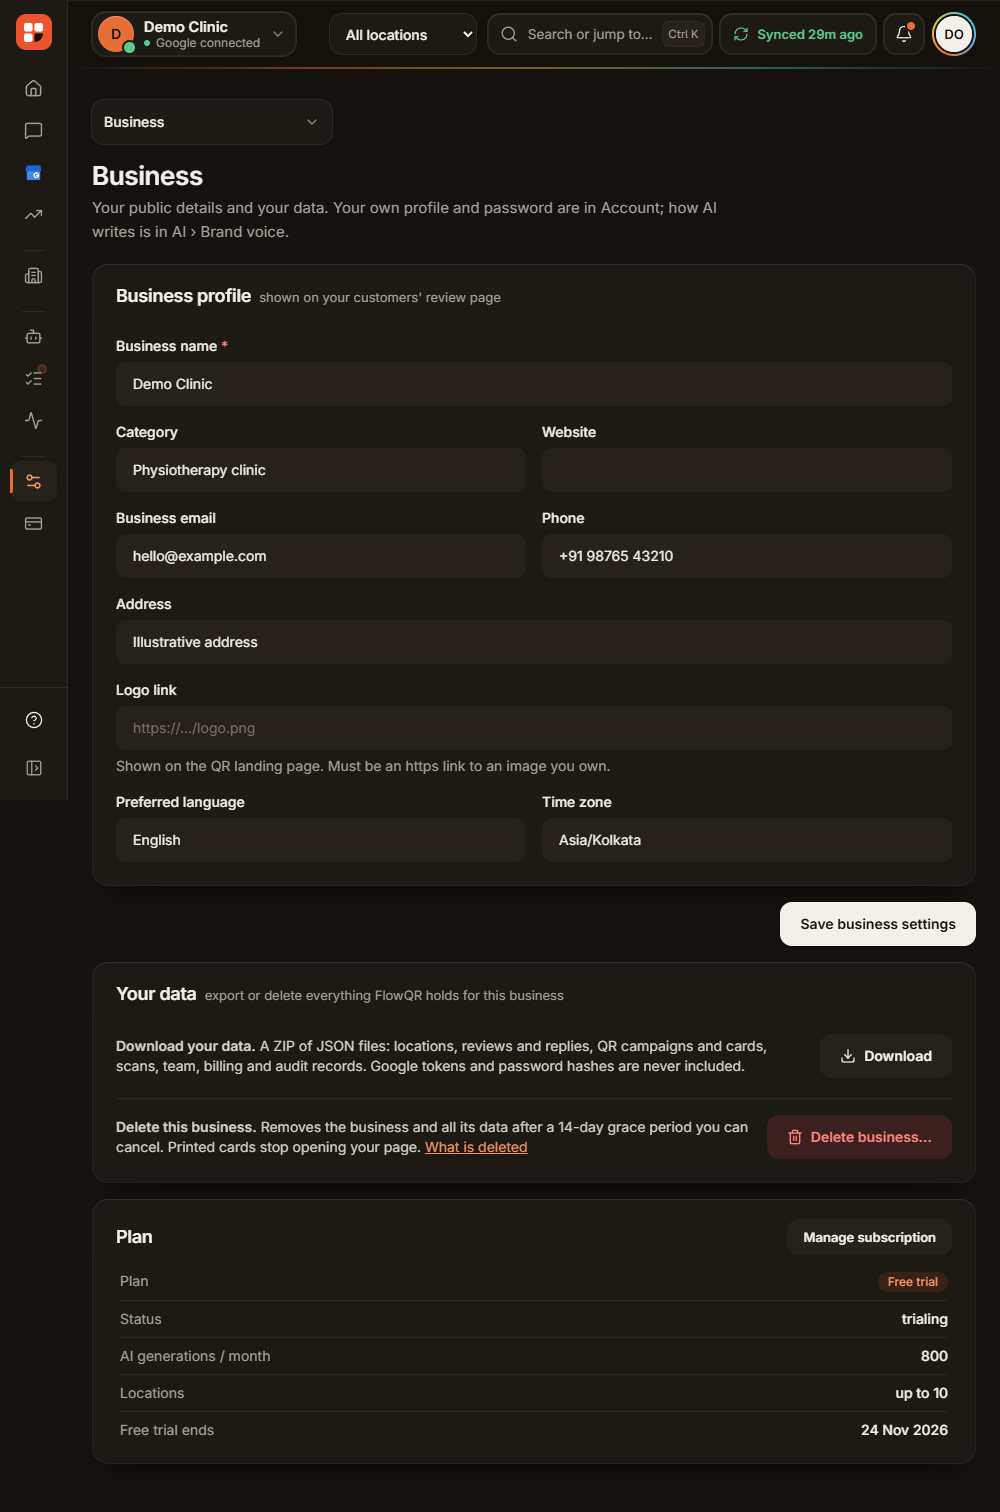 D
Demo Clinic
Google connected
All locations
Search or jump to...
Ctrl K
Synced 29m ago
DO
Business
Business
Your public details and your data. Your own profile and password are in Account; how AI
writes is in AI › Brand voice.
Business profile shown on your customers' review page
Business name *
Demo Clinic
Category
Website
Physiotherapy clinic
Business email
Phone
hello@example.com
+91 98765 43210
Address
Illustrative address
Logo link
https://.../logo.png
Shown on the QR landing page. Must be an https link to an image you own.
Preferred language
Time zone
English
Asia/Kolkata
Save business settings
Your data export or delete everything FlowQR holds for this business
Download your data. A ZIP of JSON files: locations, reviews and replies, QR campaigns and cards,
scans, team, billing and audit records. Google tokens and password hashes are never included.
Download
Delete this business. Removes the business and all its data after a 14-day grace period you can
cancel. Printed cards stop opening your page. What is deleted
Delete business...
Plan
Manage subscription
Plan
Free trial
Status
trialing
AI generations / month
800
Locations
up to 10
Free trial ends
24 Nov 2026